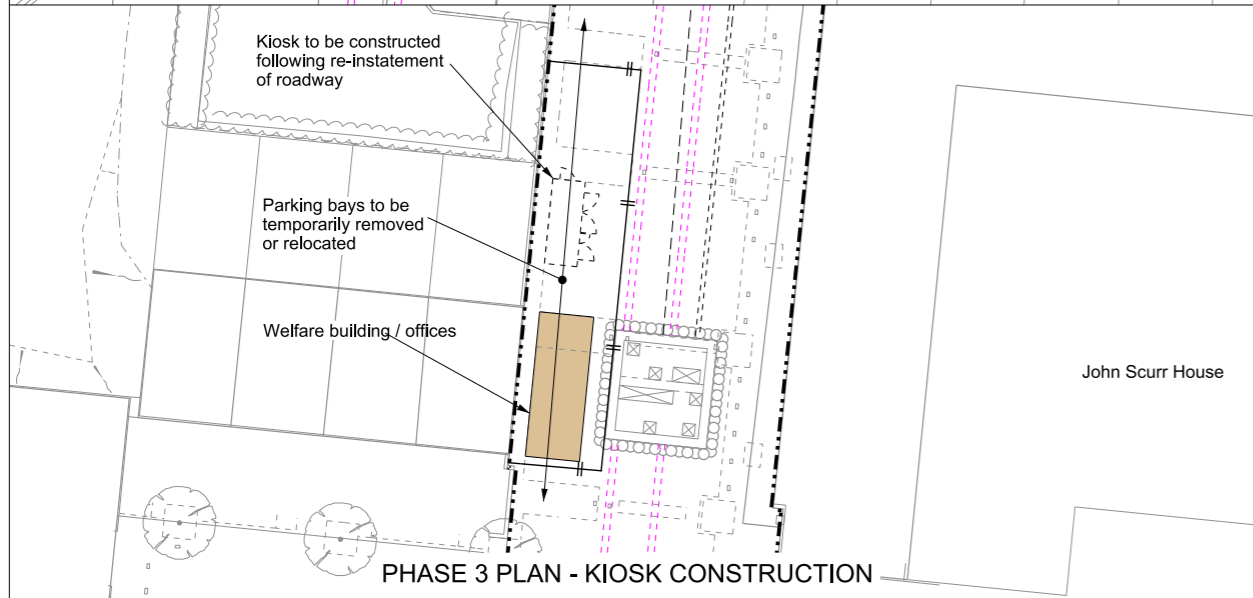 Kiosk to be constructed
following re-instatement
of roadway
Parking bays to be
temporarily removed
or relocated
Welfare building / offices
John Scurr House
PHASE 3 PLAN - KIOSK CONSTRUCTION